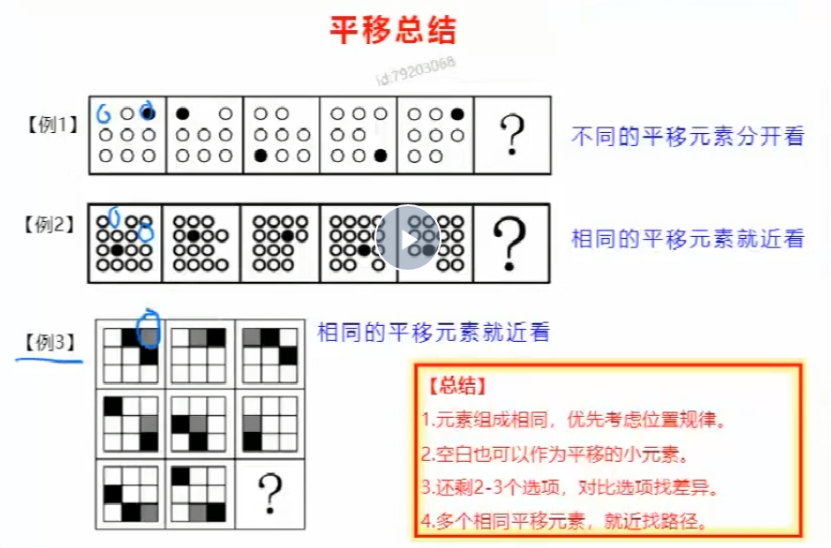 平移总结
id:79203068
【例1】
?
不同的平移元素分开看
【例2】
?
相同的平移元素就近看
【例3】
相同的平移元素就近看
?
【总结】
1.元素组成相同，优先考虑位置规律。
2.空白也可以作为平移的小元素。
3.还剩2-3个选项，对比选项找差异。
4.多个相同平移元素，就近找路径。